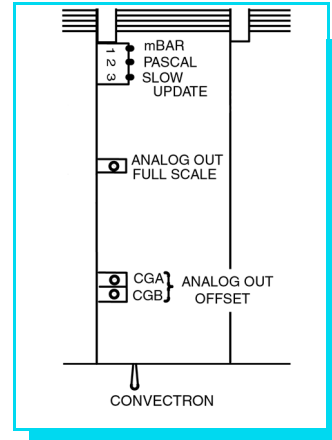 1 mBAR
2 PASCAL
3 SLOW
UPDATE
ANALOG OUT
FULL SCALE
CGA
CGB
ANALOG OUT
OFFSET
CONVECTRON